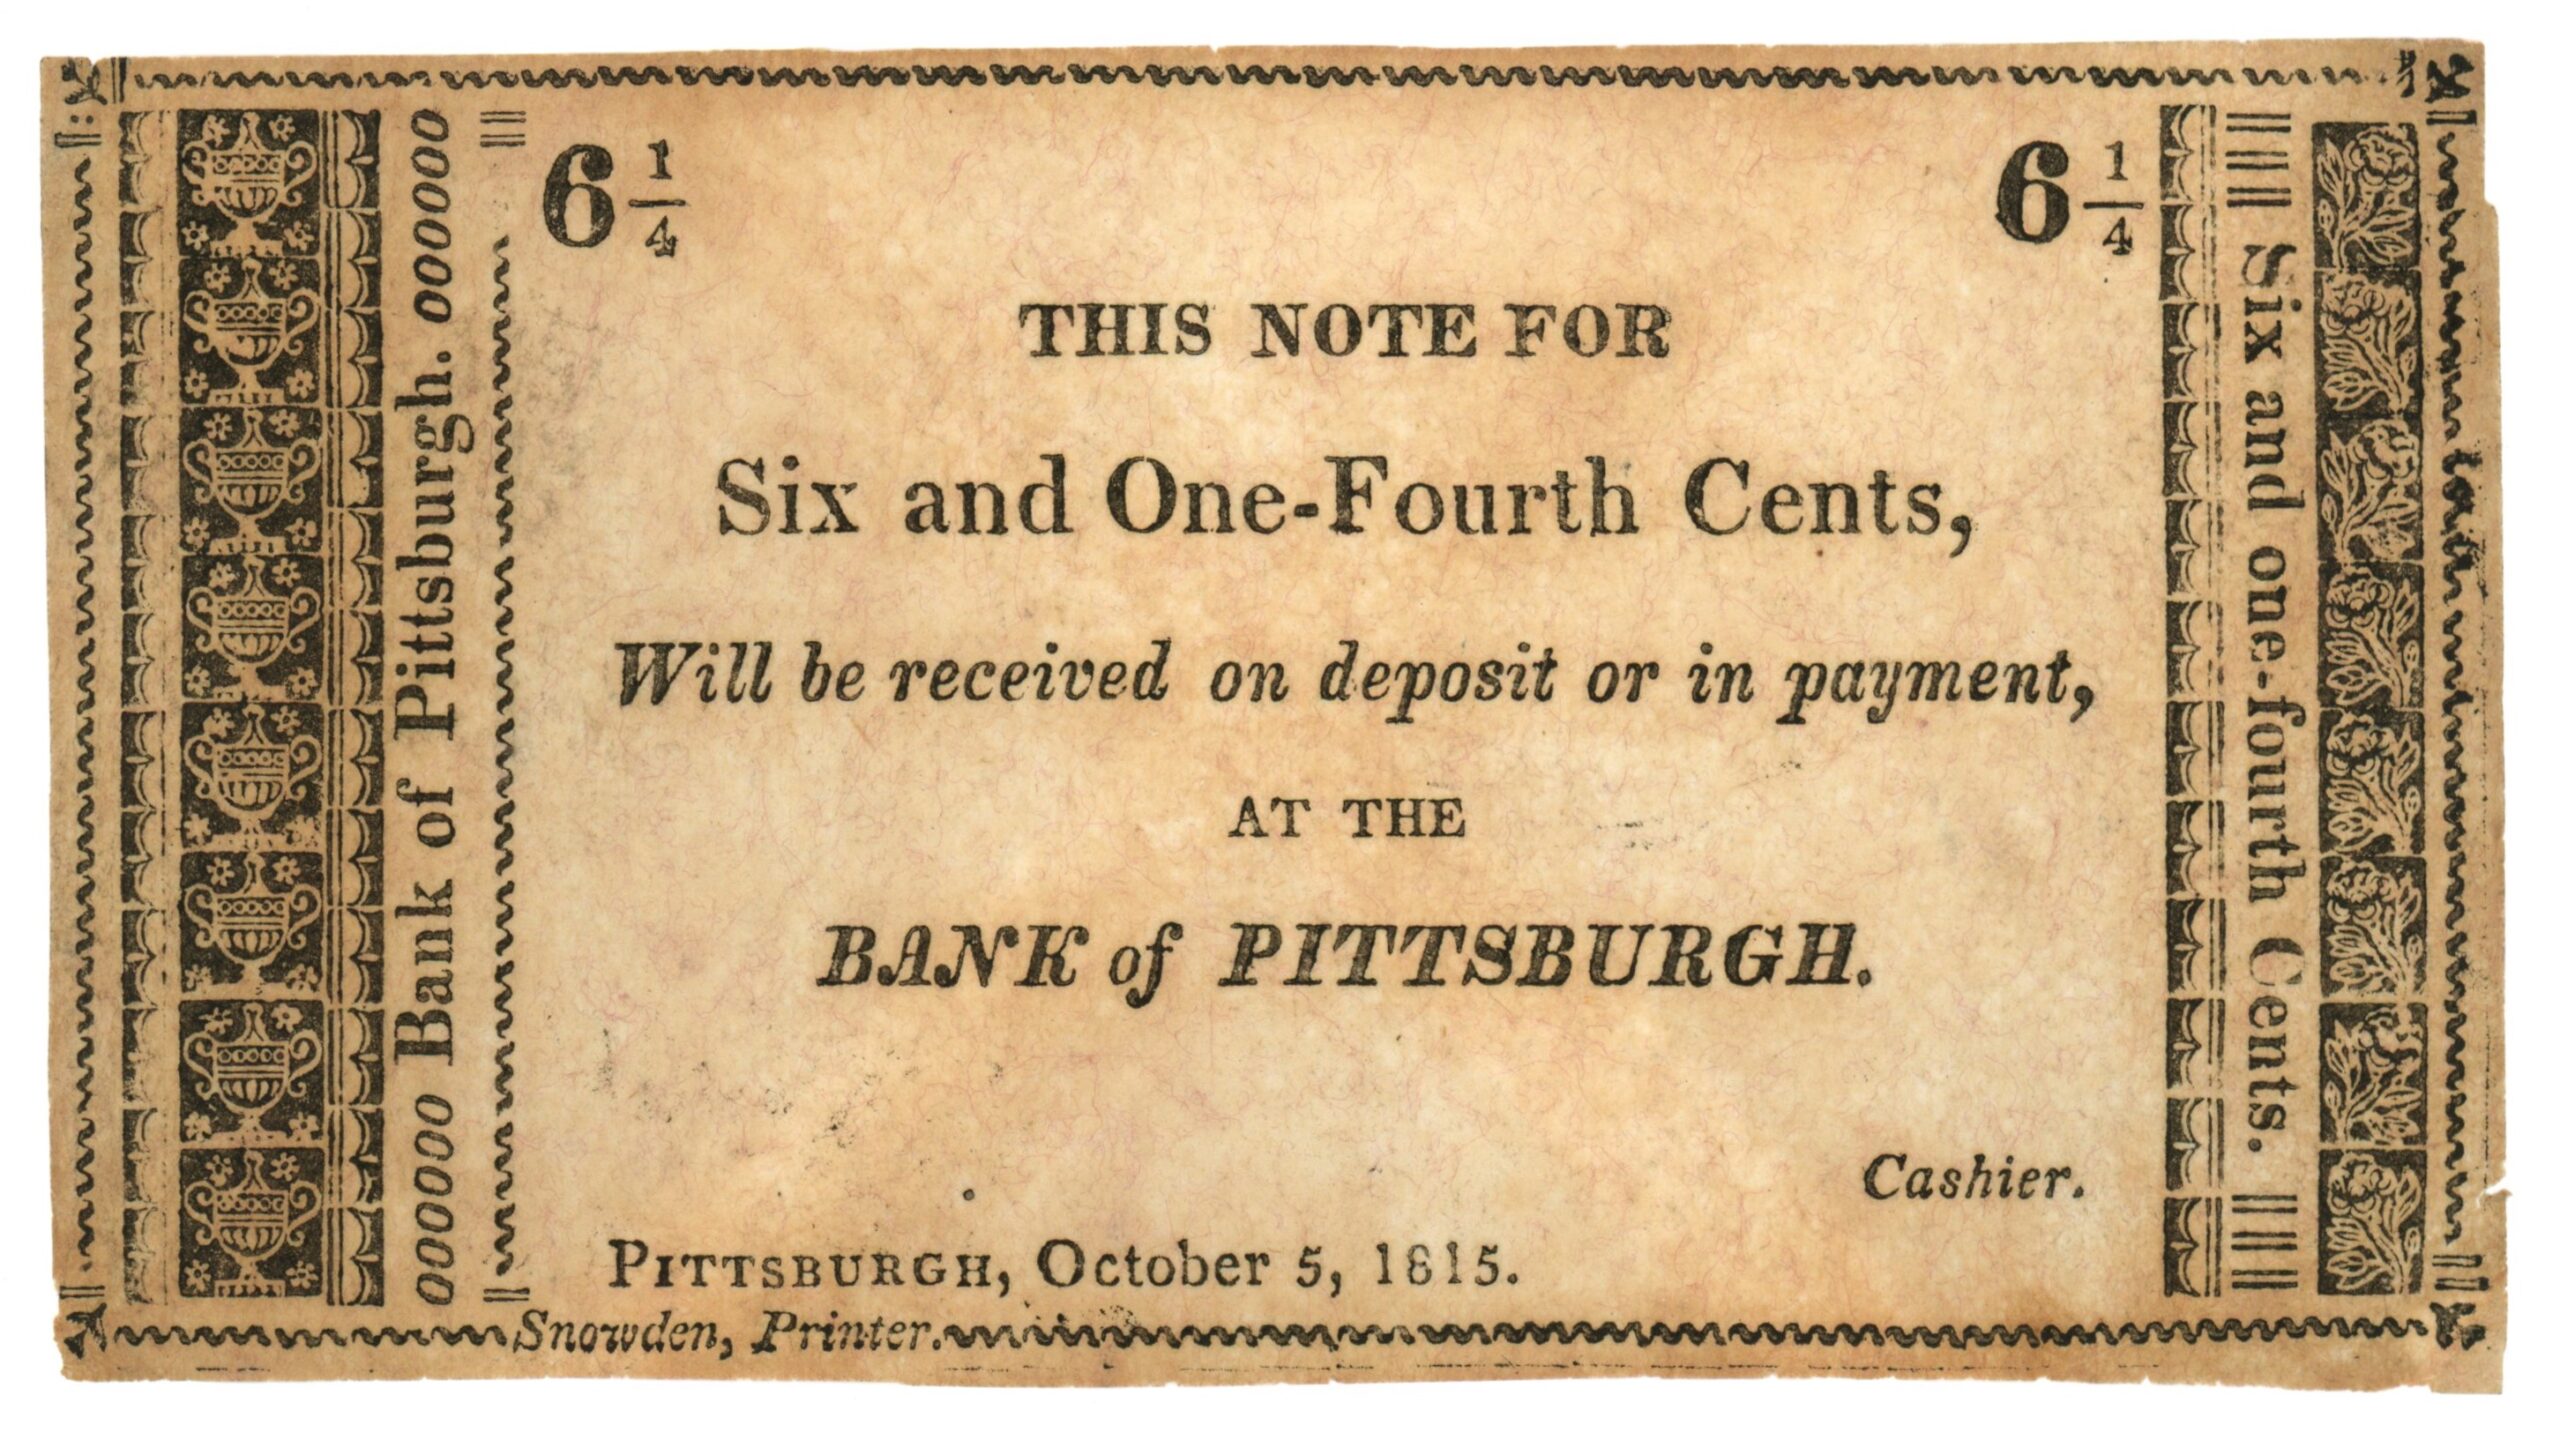 6 1/4
6 1/4
THIS NOTE FOR
Six and One-Fourth Cents,
Will be received on deposit or in payment,
AT THE
BANK of PITTSBURGH.
Cashier.
PITTSBURGH, October 5, 1815.
Snowden, Printer.
000000 Bank of Pittsburgh. 000000
Six and one-fourth Cents.